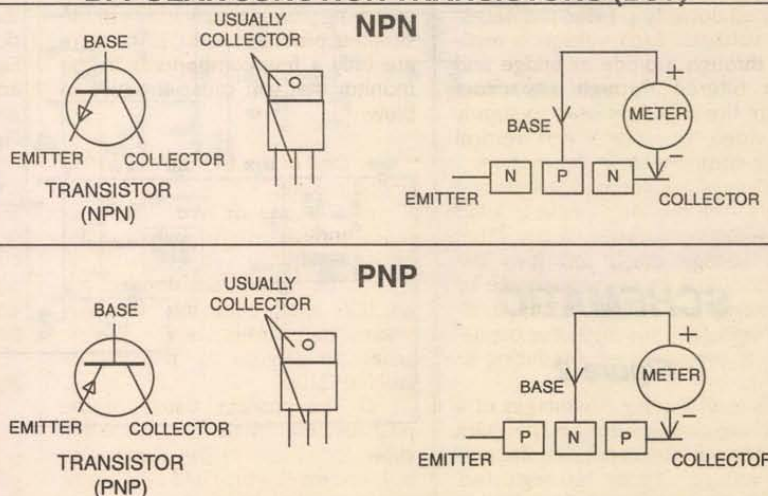 NPN
BASE
USUALLY
COLLECTOR
EMITTER COLLECTOR
TRANSISTOR
(NPN)
BASE
+
METER
−
N P N
EMITTER
COLLECTOR
PNP
BASE
USUALLY
COLLECTOR
EMITTER COLLECTOR
TRANSISTOR
(PNP)
BASE
+
METER
−
P N P
EMITTER
COLLECTOR